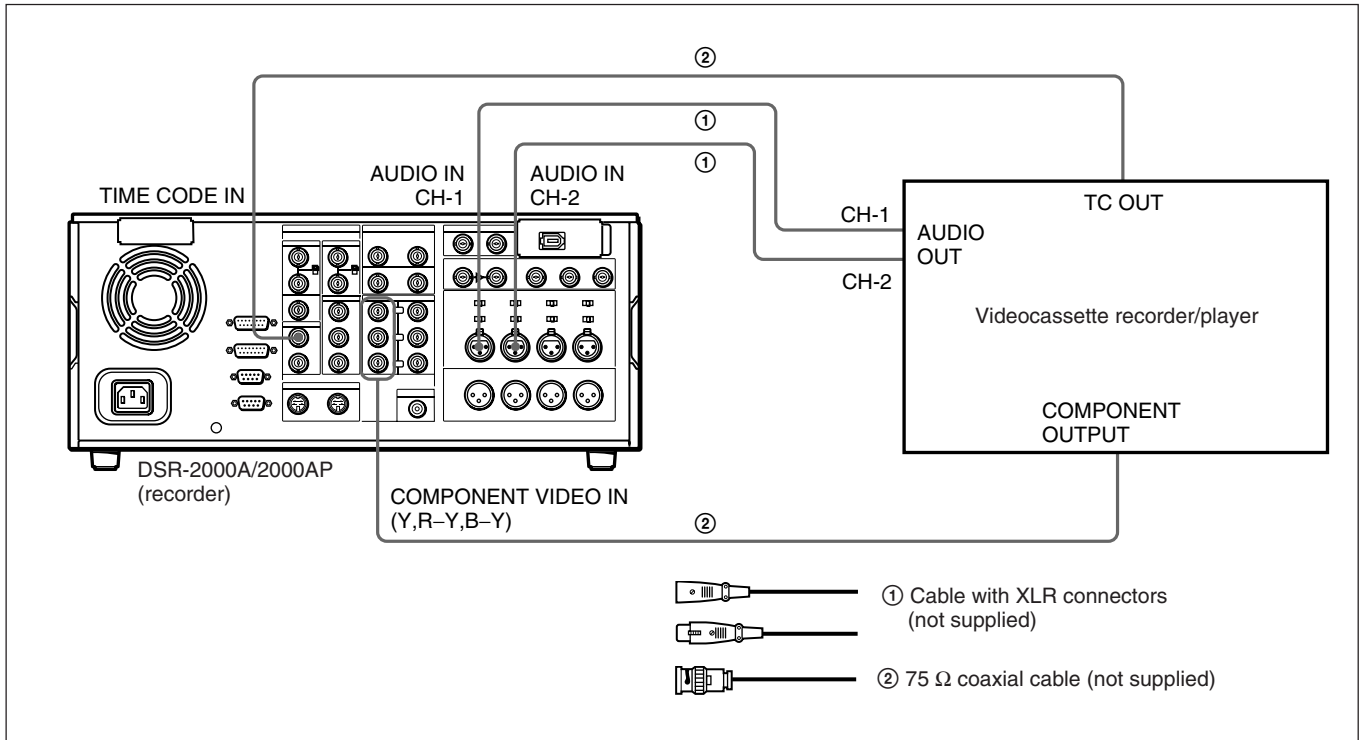 ②
①
①
AUDIO IN
CH-1
AUDIO IN
CH-2
TIME CODE IN
TC OUT
CH-1
AUDIO
OUT
CH-2
Videocassette recorder/player
COMPONENT
OUTPUT
DSR-2000A/2000AP
(recorder)
COMPONENT VIDEO IN
(Y,R–Y,B–Y)
②
① Cable with XLR connectors
(not supplied)
② 75 Ω coaxial cable (not supplied)